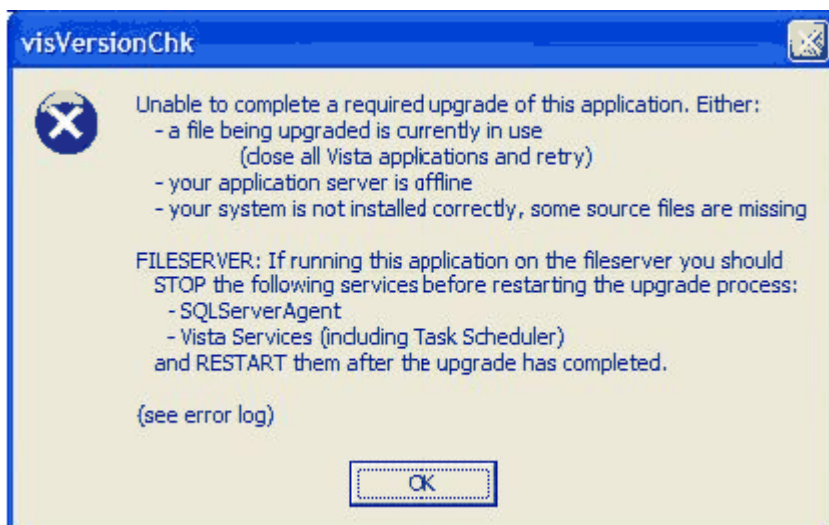 visVersionChk
Unable to complete a required upgrade of this application. Either:
- a file being upgraded is currently in use
(close all Vista applications and retry)
- your application server is offline
- your system is not installed correctly, some source files are missing
FILESERVER: If running this application on the fileserver you should
STOP the following services before restarting the upgrade process:
- SQLServerAgent
- Vista Services (including Task Scheduler)
and RESTART them after the upgrade has completed.
(see error log)
OK